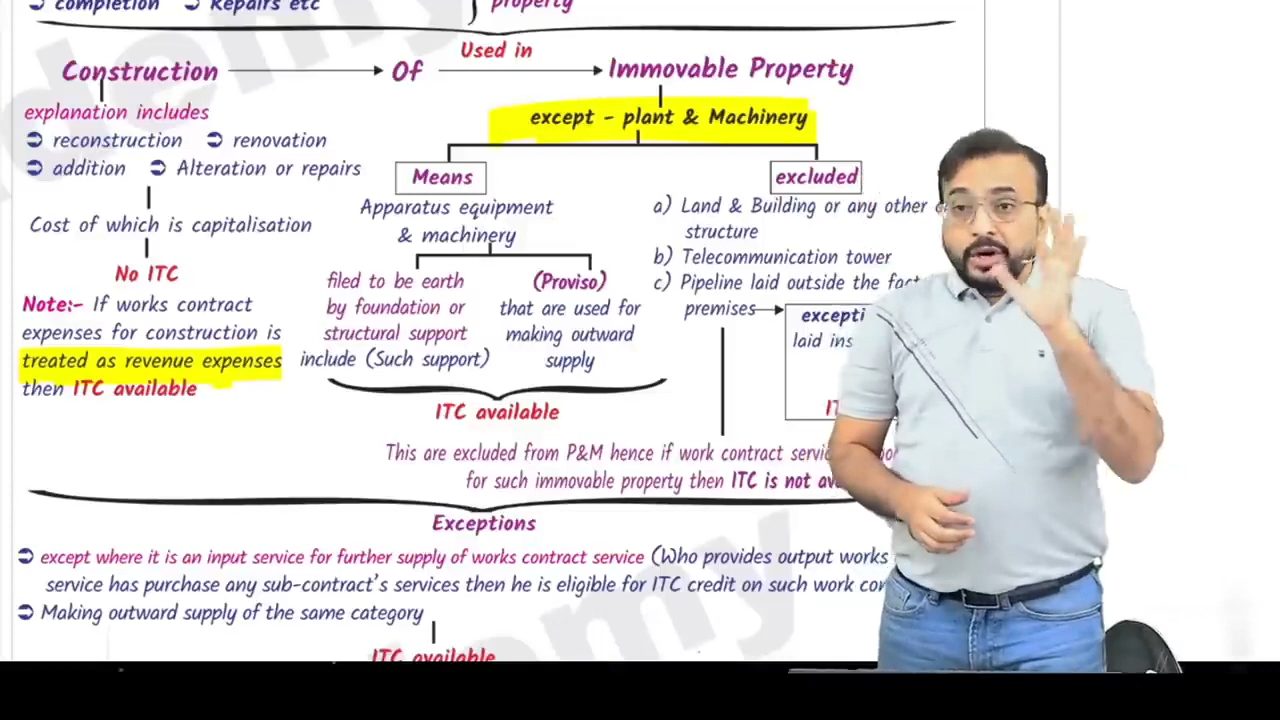 completion Repairs etc property
Used in
Construction Of Immovable Property
explanation includes
except - plant & Machinery
reconstruction renovation
addition Alteration or repairs
Means excluded
Cost of which is capitalisation
Apparatus equipment
& machinery
a) Land & Building or any other
structure
b) Telecommunication tower
c) Pipeline laid outside the
premises
No ITC
Note:- If works contract
expenses for construction is
treated as revenue expenses
then ITC available
filed to be earth
by foundation or
structural support
include (Such support)
(Proviso)
that are used for
making outward
supply
laid
ITC available
This are excluded from P&M hence if work contract
for such immovable property then ITC is not
Exceptions
except where it is an input service for further supply of works contract service (Who provides output works
service has purchase any sub-contract's services then he is eligible for ITC credit on such work
Making outward supply of the same category
ITC available
demy
demy